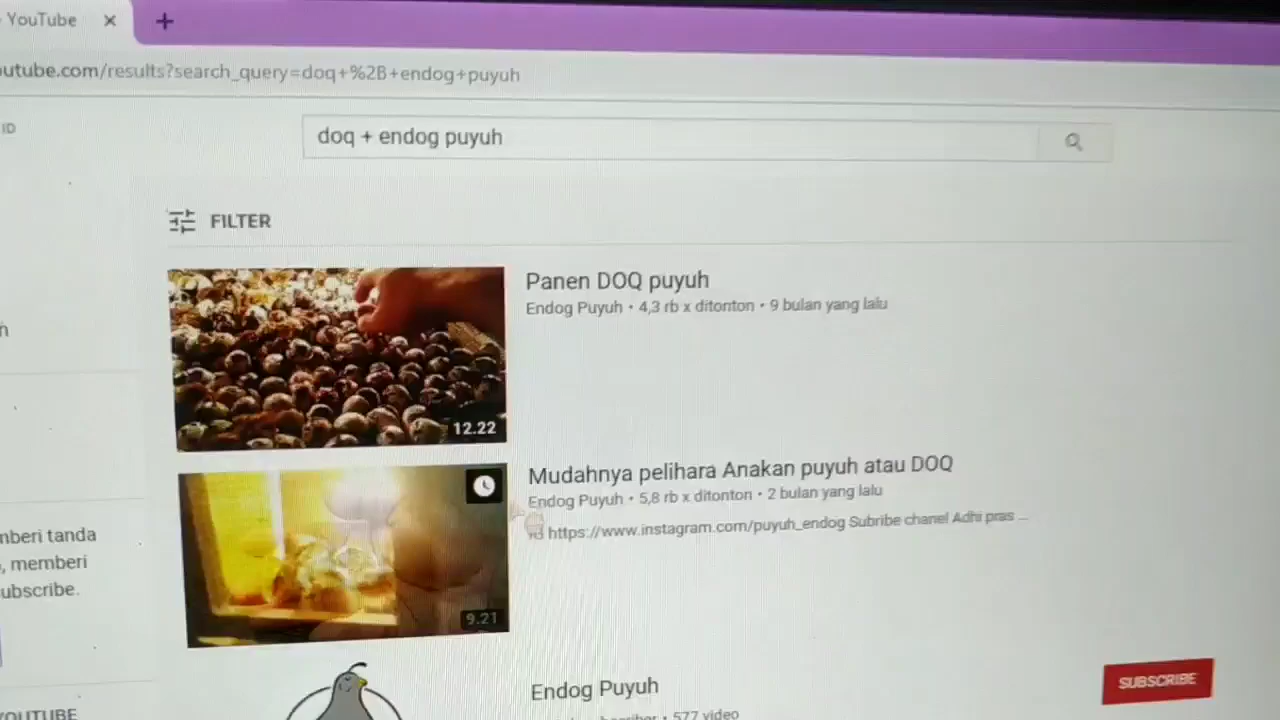 YouTube
utube.com/results?search_query=doq+%2B+endog+puyuh
ID
doq + endog puyuh
FILTER
Panen DOQ puyuh
Endog Puyuh • 4,3 rb x ditonton • 9 bulan yang lalu
12.22
Mudahnya pelihara Anakan puyuh atau DOQ
Endog Puyuh • 5,8 rb x ditonton • 2 bulan yang lalu
https://www.instagram.com/puyuh_endog Subribe chanel Adhi pras ...
9.21
mberi tanda
, memberi
ubscribe.
Endog Puyuh
577 video
SUBSCRIBE
YOUTUBE